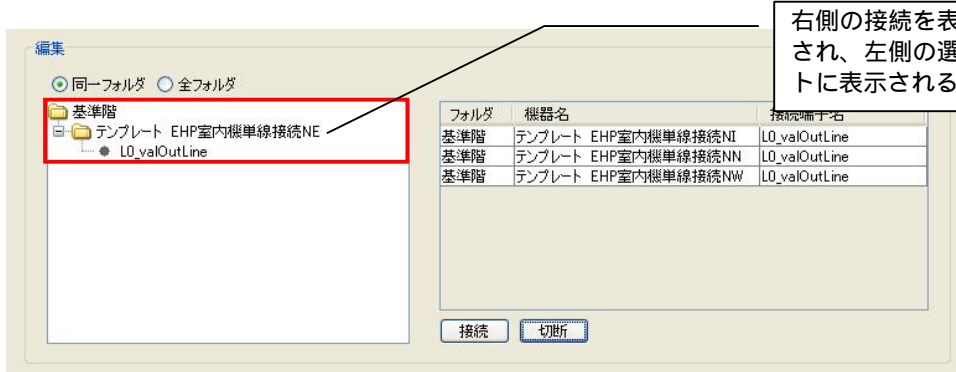 右側の接続を表
され、左側の選
トに表示される
編集
同一フォルダ 全フォルダ
基準階
テンプレート EHP室内機単線接続NE
L0_valOutLine
フォルダ 機器名 接続端子名
基準階 テンプレート EHP室内機単線接続NI L0_valOutLine
基準階 テンプレート EHP室内機単線接続NN L0_valOutLine
基準階 テンプレート EHP室内機単線接続NW L0_valOutLine
接続 切断